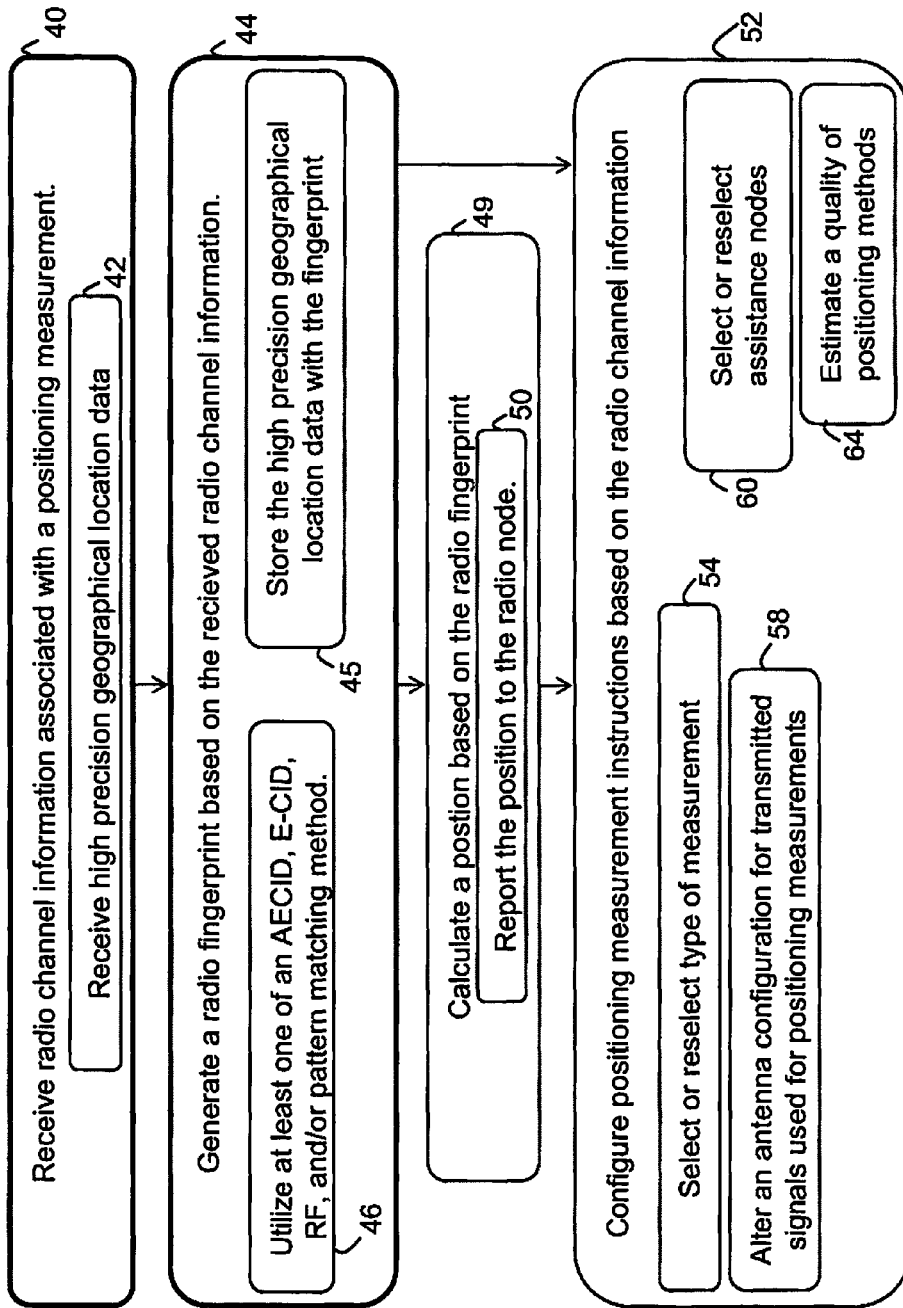 Receive radio channel information associated with a positioning measurement.
40
Receive high precision geographical location data
42
Generate a radio fingerprint based on the recieved radio channel information.
44
Utilize at least one of an AECID, E-CID,
RF, and/or pattern matching method.
46
Store the high precision geographical
location data with the fingerprint
45
Calculate a postion based on the radio fingerprint
49
Report the position to the radio node.
50
Configure positioning measurement instructions based on the radio channel information
52
Select or reselect type of measurement
54
Alter an antenna configuration for transmitted
signals used for positioning measurements
58
Select or reselect
assistance nodes
60
Estimate a quality of
positioning methods
64